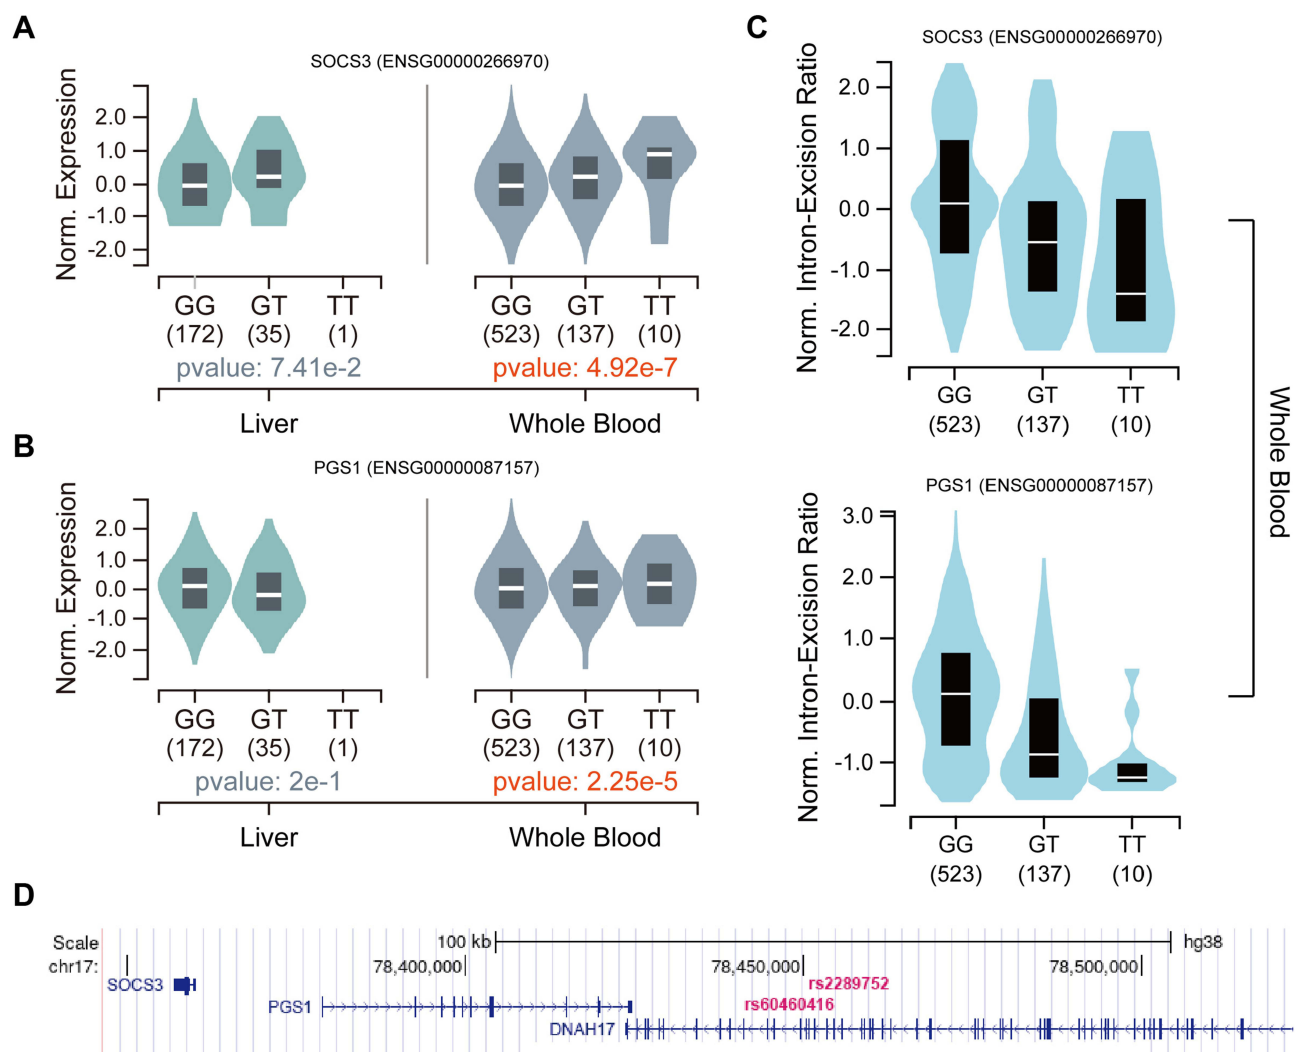 A
SOCS3 (ENSG00000266970)
Norm. Expression
2.0
1.0
0.0
-1.0
-2.0
GG GT TT
(172) (35) (1)
pvalue: 7.41e-2
Liver
GG GT TT
(523) (137) (10)
pvalue: 4.92e-7
Whole Blood
B
PGS1 (ENSG00000087157)
Norm. Expression
2.0
1.0
0.0
-1.0
-2.0
GG GT TT
(172) (35) (1)
pvalue: 2e-1
Liver
GG GT TT
(523) (137) (10)
pvalue: 2.25e-5
Whole Blood
C
SOCS3 (ENSG00000266970)
Norm. Intron-Excision Ratio
2.0
1.0
0.0
-1.0
-2.0
GG GT TT
(523) (137) (10)
PGS1 (ENSG00000087157)
Norm. Intron-Excision Ratio
3.0
2.0
1.0
0.0
-1.0
GG GT TT
(523) (137) (10)
Whole Blood
D
Scale 100 kb hg38
chr17: 78,400,000 78,450,000 78,500,000
SOCS3 rs2289752
PGS1 rs60460416
DNAH17